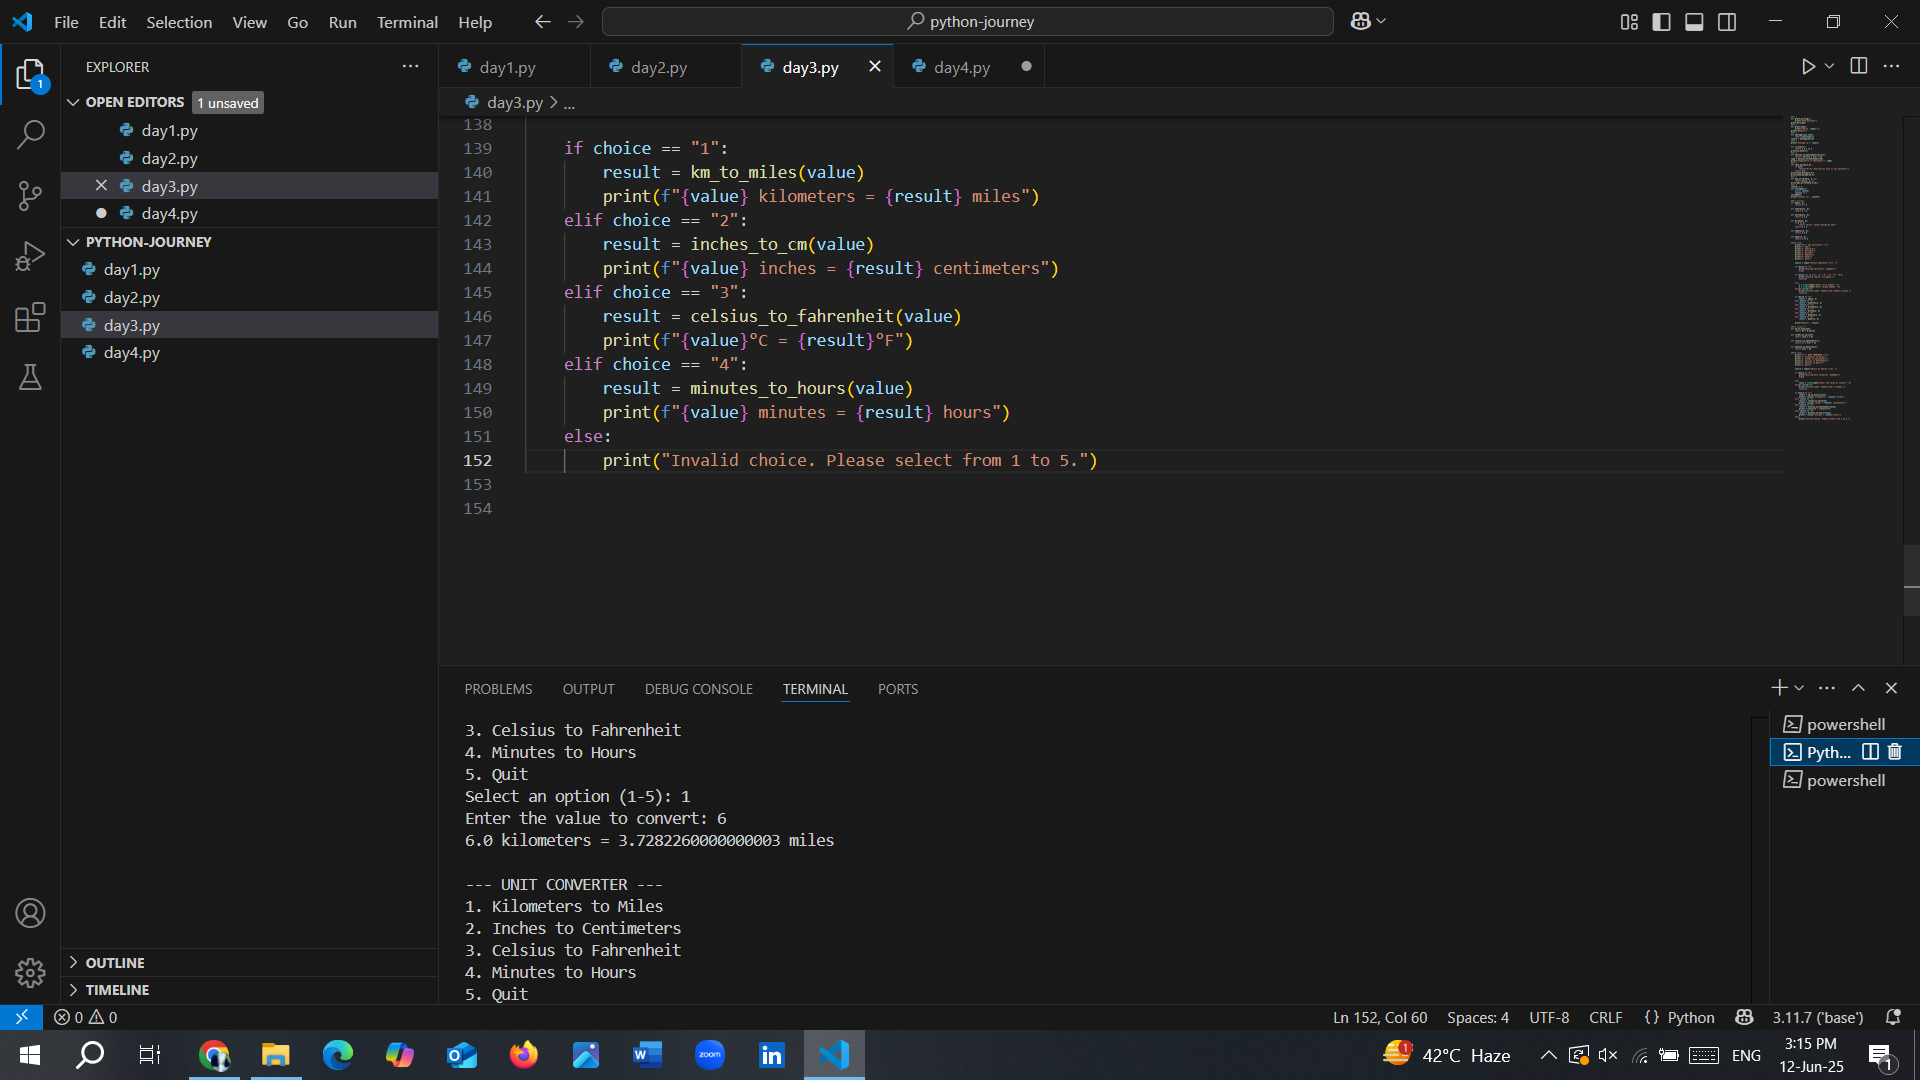 File Edit Selection View Go Run Terminal Help
python-journey
EXPLORER
OPEN EDITORS 1 unsaved
day1.py
day2.py
day3.py
day4.py
PYTHON-JOURNEY
day1.py
day2.py
day3.py
day4.py
OUTLINE
TIMELINE
day1.py day2.py day3.py day4.py
day3.py > ...
138
139 if choice == "1":
140 result = km_to_miles(value)
141 print(f"{value} kilometers = {result} miles")
142 elif choice == "2":
143 result = inches_to_cm(value)
144 print(f"{value} inches = {result} centimeters")
145 elif choice == "3":
146 result = celsius_to_fahrenheit(value)
147 print(f"{value}°C = {result}°F")
148 elif choice == "4":
149 result = minutes_to_hours(value)
150 print(f"{value} minutes = {result} hours")
151 else:
152 print("Invalid choice. Please select from 1 to 5.")
153
154
PROBLEMS OUTPUT DEBUG CONSOLE TERMINAL PORTS
3. Celsius to Fahrenheit
4. Minutes to Hours
5. Quit
Select an option (1-5): 1
Enter the value to convert: 6
6.0 kilometers = 3.7282260000000003 miles
--- UNIT CONVERTER ---
1. Kilometers to Miles
2. Inches to Centimeters
3. Celsius to Fahrenheit
4. Minutes to Hours
5. Quit
powershell
Pyth...
powershell
0 0
Ln 152, Col 60 Spaces: 4 UTF-8 CRLF {} Python 3.11.7 ('base')
zoom
42°C Haze
ENG
3:15 PM
12-Jun-25
1